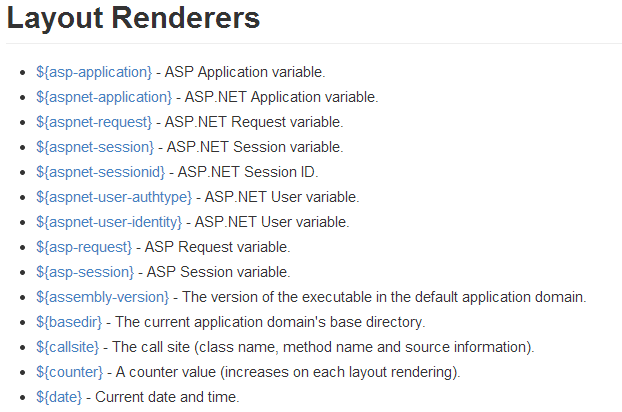 Layout Renderers
${asp-application} - ASP Application variable.
${aspnet-application} - ASP.NET Application variable.
${aspnet-request} - ASP.NET Request variable.
${aspnet-session} - ASP.NET Session variable.
${aspnet-sessionid} - ASP.NET Session ID.
${aspnet-user-authtype} - ASP.NET User variable.
${aspnet-user-identity} - ASP.NET User variable.
${asp-request} - ASP Request variable.
${asp-session} - ASP Session variable.
${assembly-version} - The version of the executable in the default application domain.
${basedir} - The current application domain's base directory.
${callsite} - The call site (class name, method name and source information).
${counter} - A counter value (increases on each layout rendering).
${date} - Current date and time.